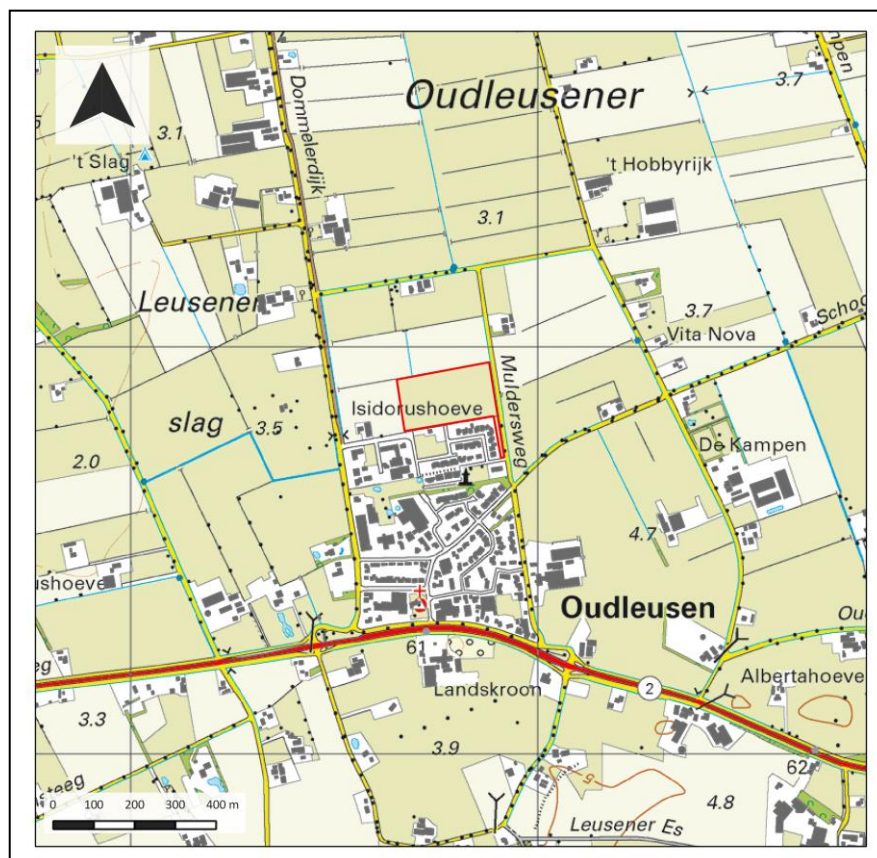 Oudleusener
3.7
Dommelerdijk
3.1
't Slag
't Hobbyrijk
3.1
Leusener
3.7
Vita Nova
Muldersweg
Isidorushoeve
slag
3.5
De Kampen
2.0
4.7
Oudleusen
61
Landskroon
2
Albertahoeve
3.3
3.9
62
5
4.8
0 100 200 300 400 m
Leusener Es